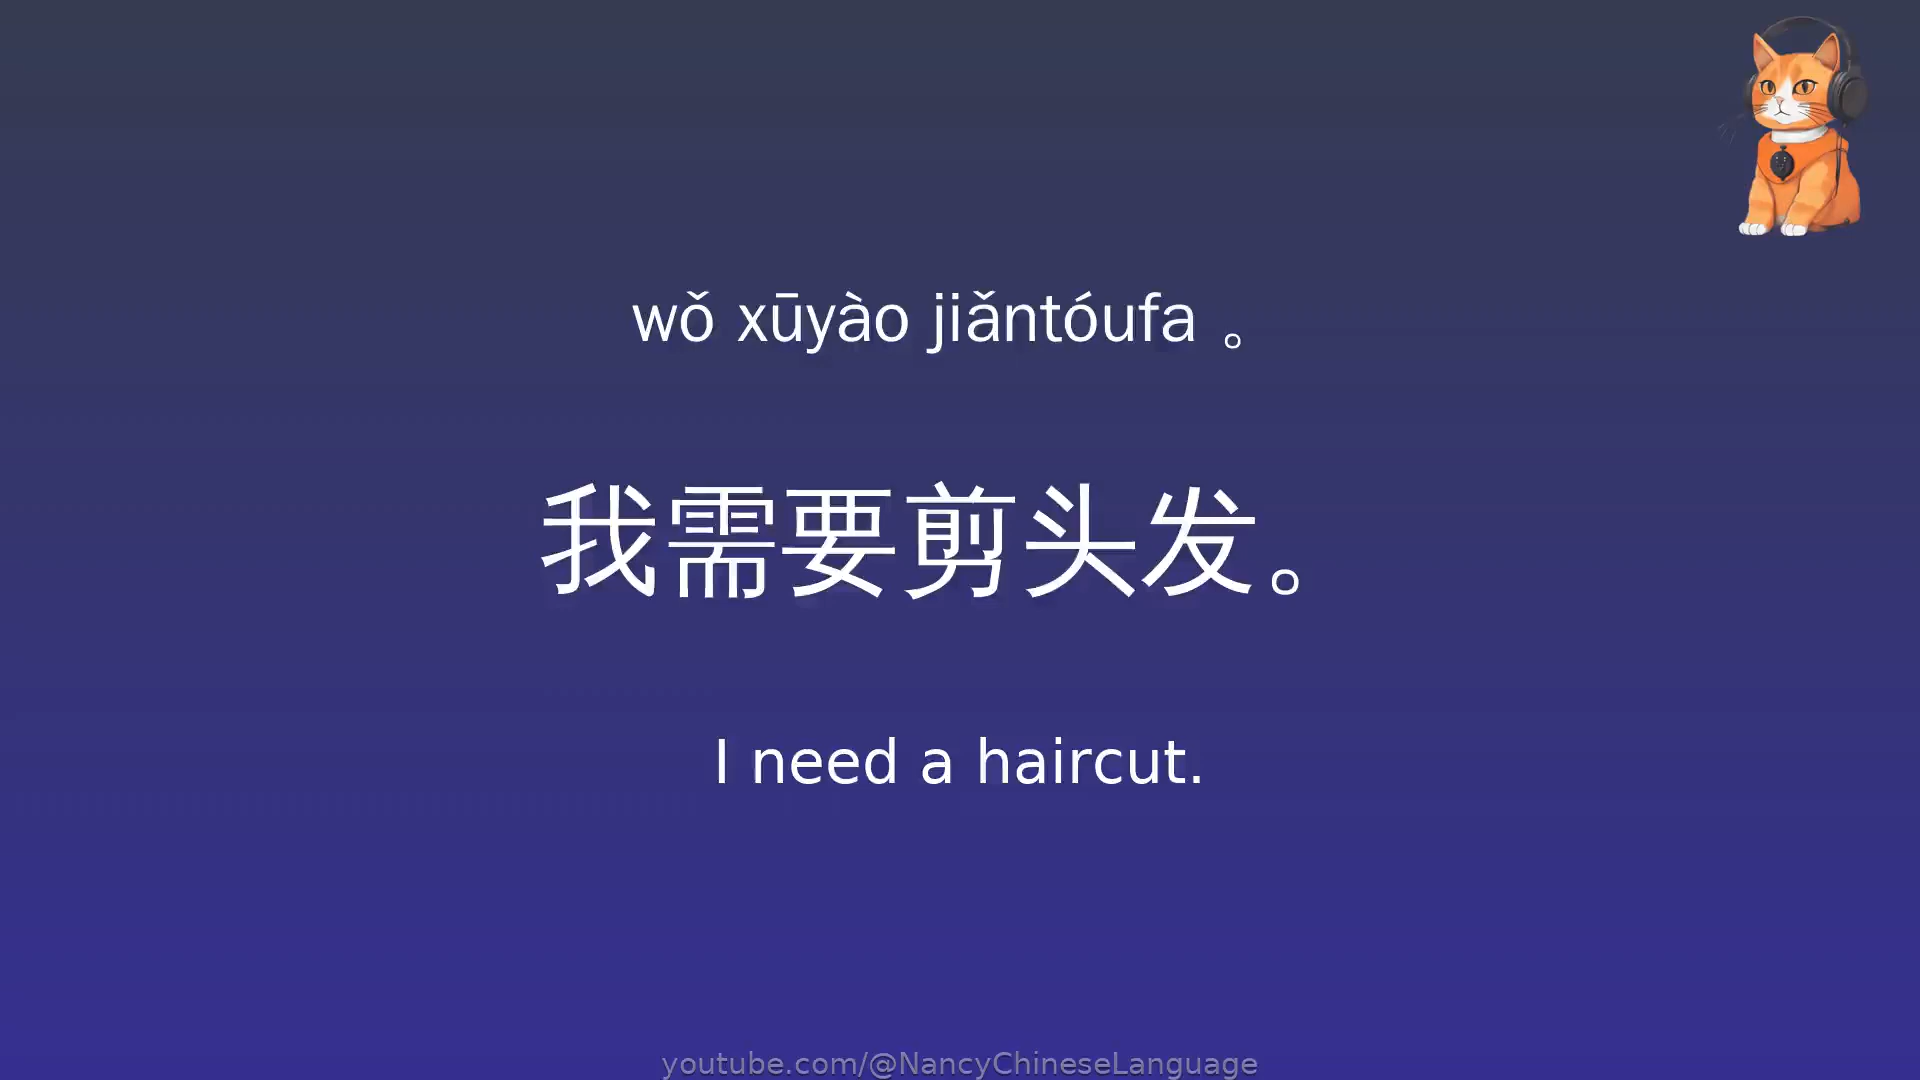 wǒ xūyào jiǎntóufa 。
我需要剪头发。
I need a haircut.
youtube.com/@NancyChineseLanguage